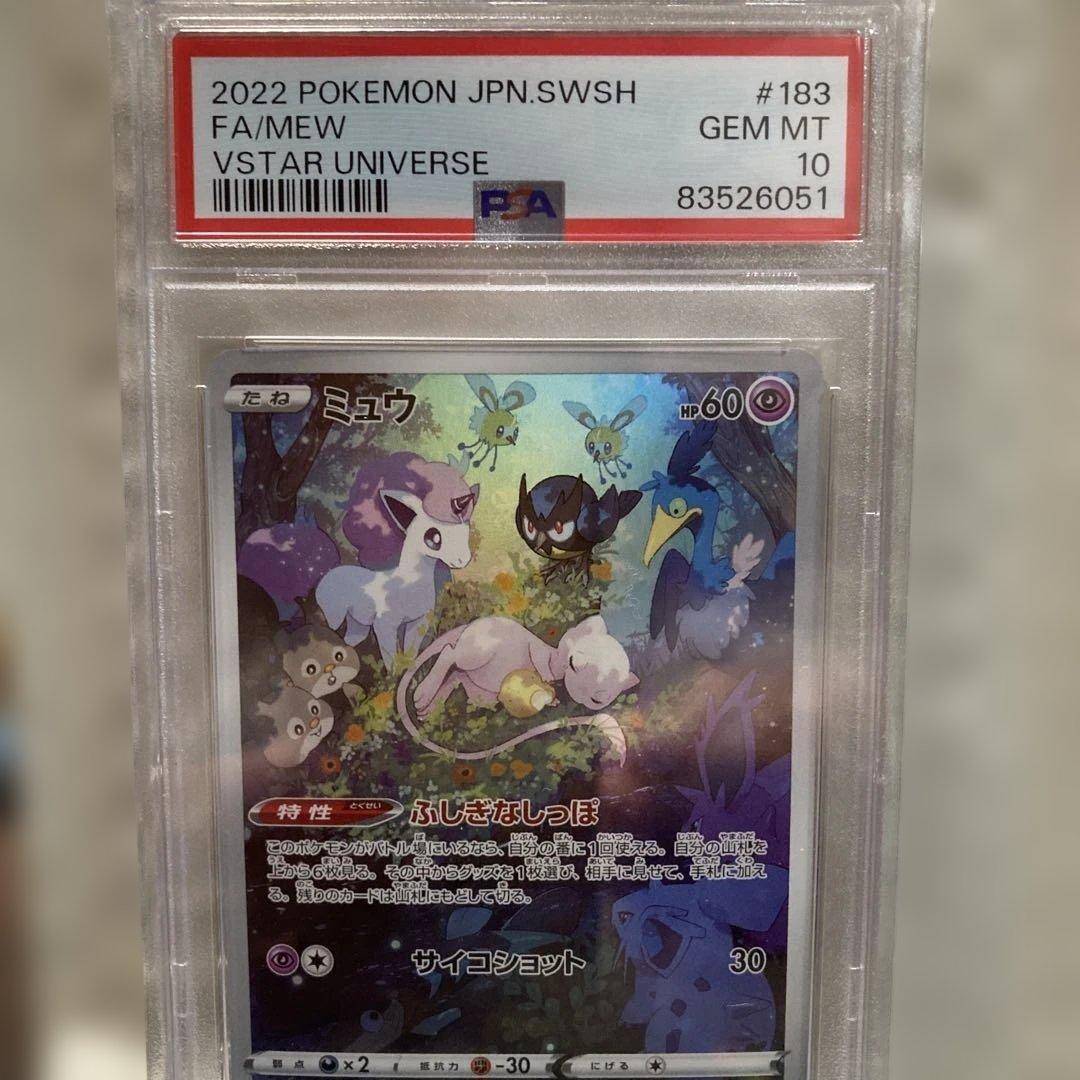 2022 POKEMON JPN.SWSH #183
FA/MEW GEM MT
VSTAR UNIVERSE 10
PSA 83526051
たね ミュウ HP60
特性 とくせい ふしぎなしっぽ
このポケモンがバトル場にいるなら、自分の番に1回使える。自分の山札を
上から6枚見る。その中からグッズを1枚選び、相手に見せて、手札に加え
る。残りのカードは山札にもどして切る。
サイコショット 30
弱点 ×2 抵抗力 -30 にげる